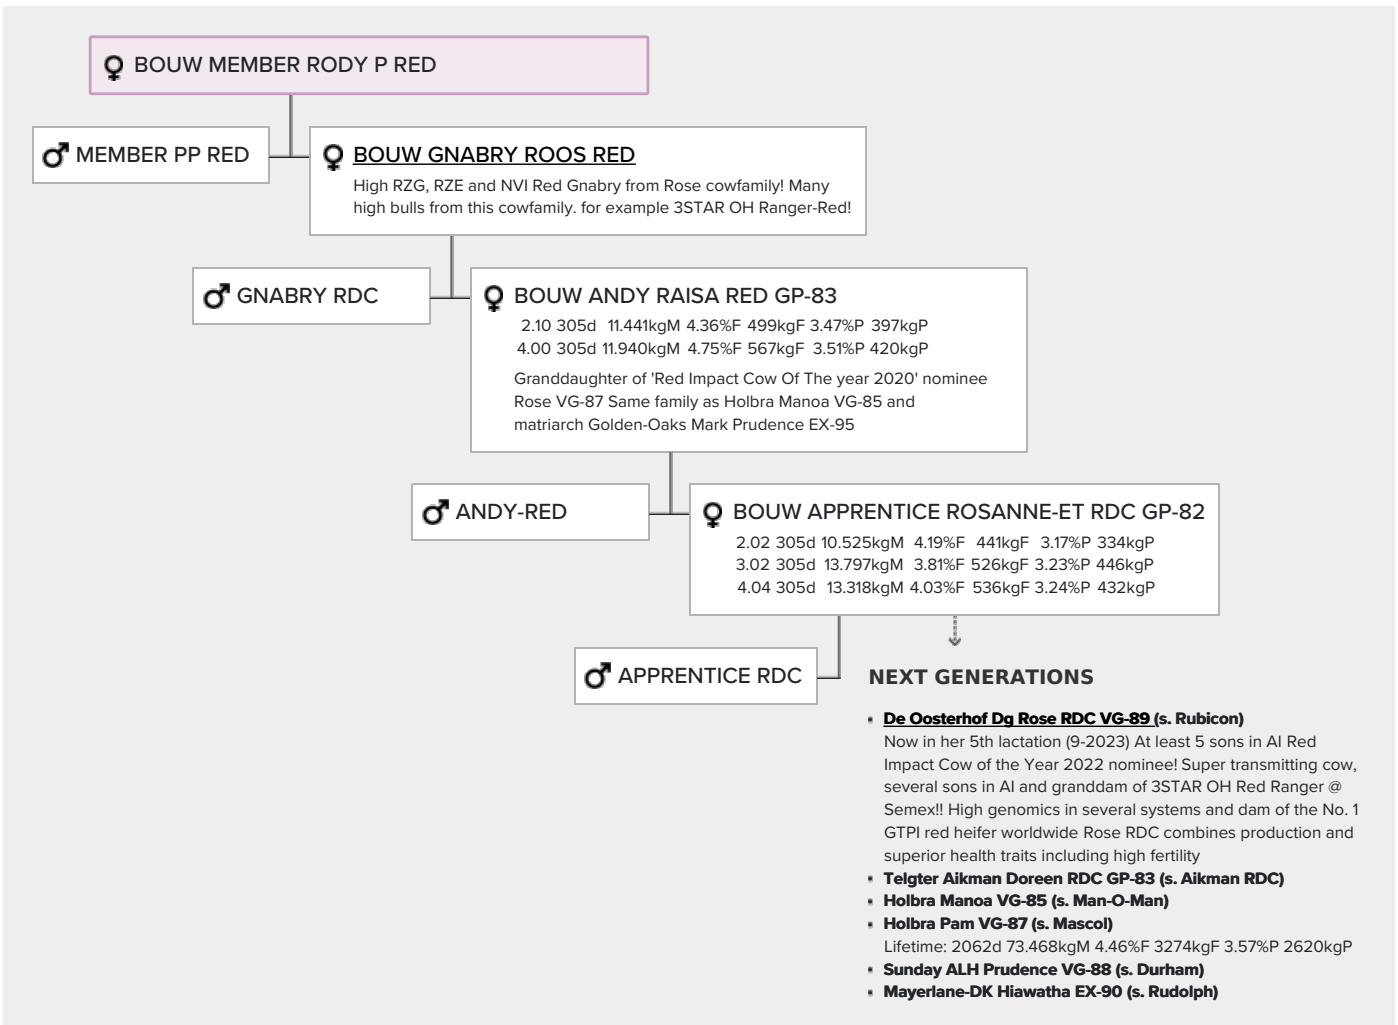 BOUW MEMBER RODY P RED
MEMBER PP RED
BOUW GNABRY ROOS RED
High RZG, RZE and NVI Red Gnabry from Rose cowfamily! Many
high bulls from this cowfamily. for example 3STAR OH Ranger-Red!
GNABRY RDC
BOUW ANDY RAISA RED GP-83
2.10 305d 11.441kgM 4.36%F 499kgF 3.47%P 397kgP
4.00 305d 11.940kgM 4.75%F 567kgF 3.51%P 420kgP
Granddaughter of 'Red Impact Cow Of The year 2020' nominee
Rose VG-87 Same family as Holbra Manoa VG-85 and
matriarch Golden-Oaks Mark Prudence EX-95
ANDY-RED
BOUW APPRENTICE ROSANNE-ET RDC GP-82
2.02 305d 10.525kgM 4.19%F 441kgF 3.17%P 334kgP
3.02 305d 13.797kgM 3.81%F 526kgF 3.23%P 446kgP
4.04 305d 13.318kgM 4.03%F 536kgF 3.24%P 432kgP
APPRENTICE RDC
NEXT GENERATIONS
De Oosterhof Dg Rose RDC VG-89 (s. Rubicon)
Now in her 5th lactation (9-2023) At least 5 sons in AI Red
Impact Cow of the Year 2022 nominee! Super transmitting cow,
several sons in AI and granddam of 3STAR OH Red Ranger @
Semex!! High genomics in several systems and dam of the No. 1
GTPI red heifer worldwide Rose RDC combines production and
superior health traits including high fertility
Telgter Aikman Doreen RDC GP-83 (s. Aikman RDC)
Holbra Manoa VG-85 (s. Man-O-Man)
Holbra Pam VG-87 (s. Mascol)
Lifetime: 2062d 73.468kgM 4.46%F 3274kgF 3.57%P 2620kgP
Sunday ALH Prudence VG-88 (s. Durham)
Mayerlane-DK Hiawatha EX-90 (s. Rudolph)